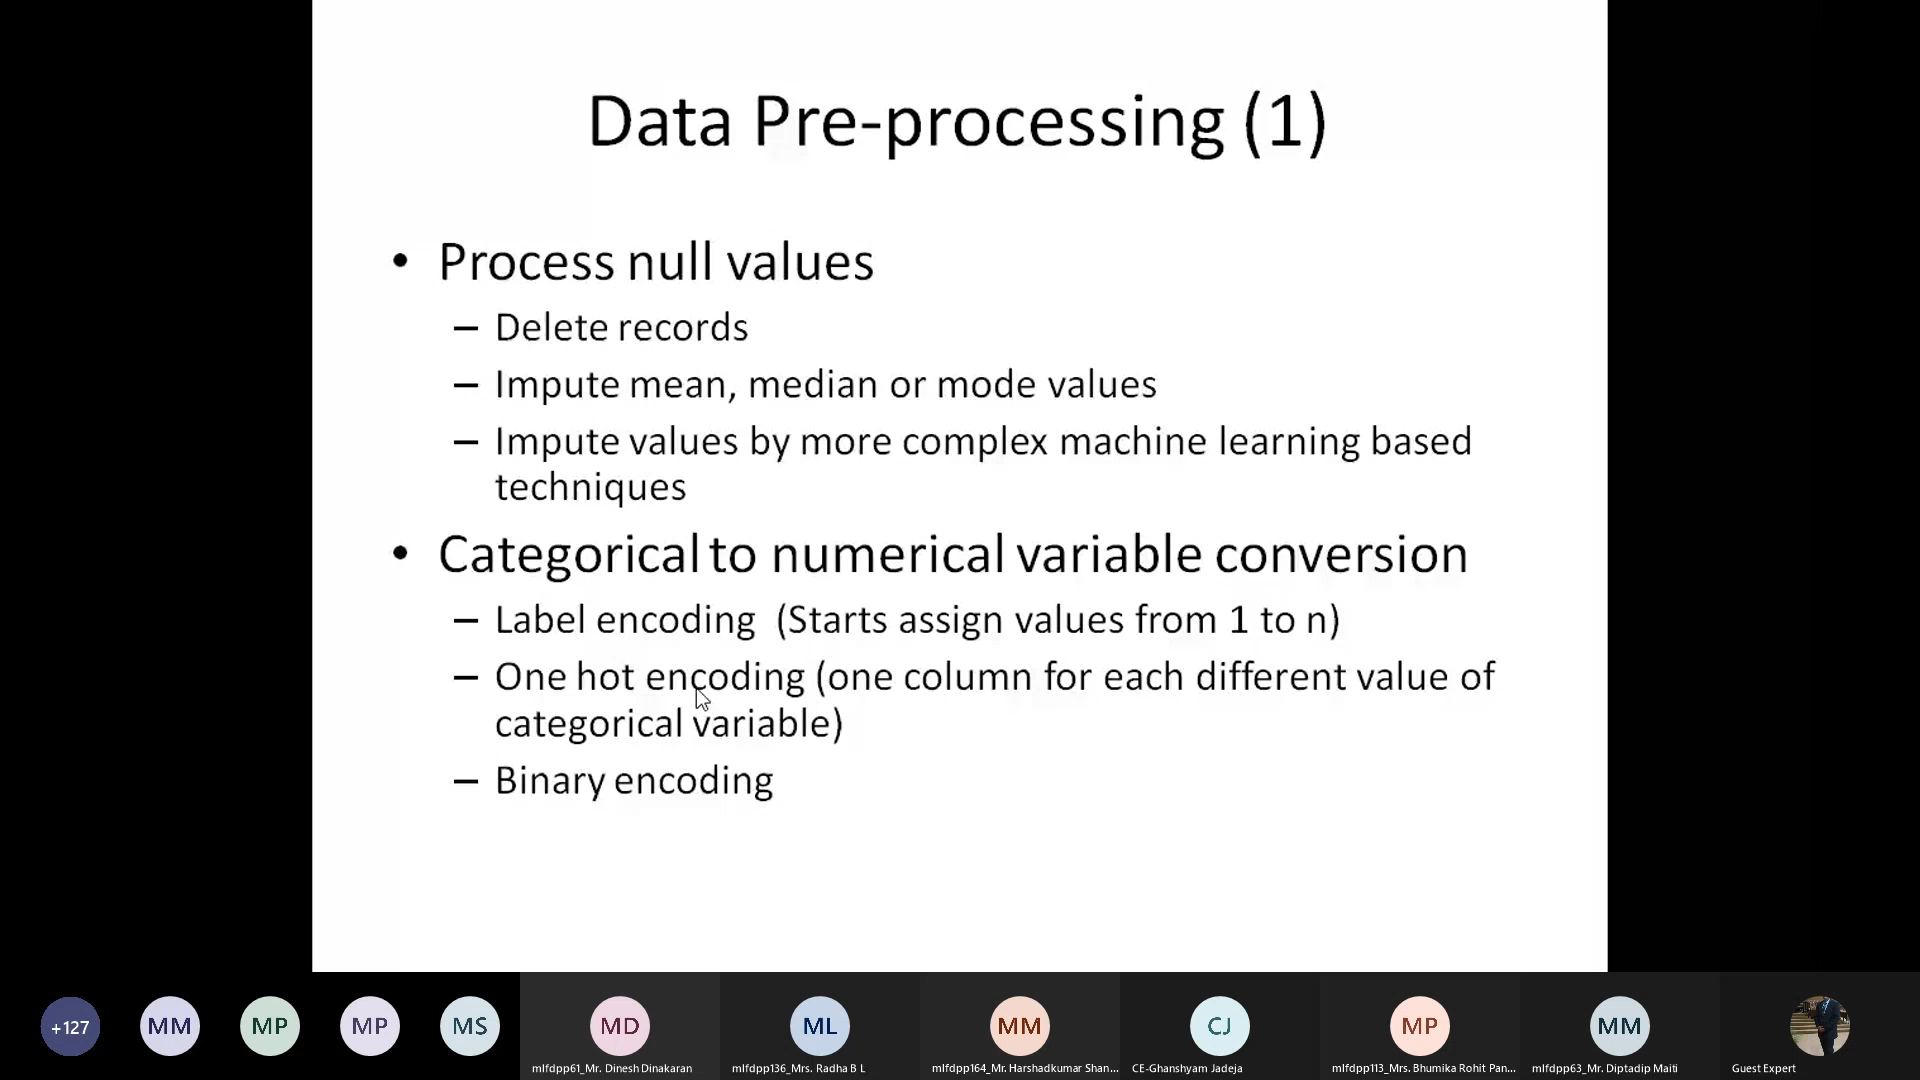 Data Pre-processing (1)
• Process null values
– Delete records
– Impute mean, median or mode values
– Impute values by more complex machine learning based
techniques
• Categorical to numerical variable conversion
– Label encoding (Starts assign values from 1 to n)
– One hot encoding (one column for each different value of
categorical variable)
– Binary encoding
+127
MM
MP
MP
MS
MD
ML
MM
CJ
MP
MM
mlfdpp61_Mr. Dinesh Dinakaran
mlfdpp136_Mrs. Radha B L
mlfdpp164_Mr. Harshadkumar Shan...
CE-Ghanshyam Jadeja
mlfdpp113_Mrs. Bhumika Rohit Pan...
mlfdpp63_Mr. Diptadip Maiti
Guest Expert